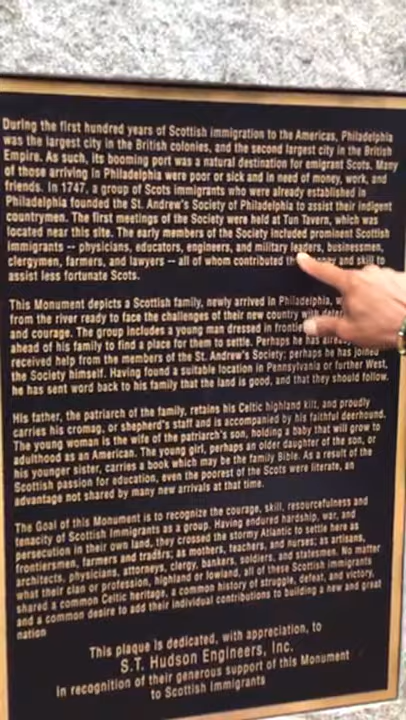 During the first hundred years of Scottish immigration to the Americas, Philadelphia
was the largest city in the British colonies, and the second largest city in the British
Empire. As such, its booming port was a natural destination for emigrant Scots. Many
of those arriving in Philadelphia were poor or sick and in need of money, work, and
friends. In 1747, a group of Scots immigrants who were already established in
Philadelphia founded the St. Andrew's Society of Philadelphia to assist their indigent
countrymen. The first meetings of the Society were held at Tun Tavern, which was
located near this site. The early members of the Society included prominent Scottish
immigrants -- physicians, educators, engineers, and military leaders, businessmen,
clergymen, farmers, and lawyers -- all of whom contributed and skill to
assist less fortunate Scots.
This Monument depicts a Scottish family, newly arrived in Philadelphia,
from the river ready to face the challenges of their new country with
and courage. The group includes a young man dressed in
ahead of his family to find a place for them to settle. Perhaps he has
received help from the members of the St. Andrew's Society; perhaps he has joined
the Society himself. Having found a suitable location in Pennsylvania or further West,
he has sent word back to his family that the land is good, and that they should follow.
His father, the patriarch of the family, retains his Celtic highland kilt, and proudly
carries his cromag, or shepherd's staff and is accompanied by his faithful deerhound.
The young woman is the wife of the patriarch's son, holding a baby that will grow to
adulthood as an American. The young girl, perhaps an older daughter of the son, or
his younger sister, carries a book which may be the family Bible. As a result of the
Scottish passion for education, even the poorest of the Scots were literate, an
advantage not shared by many new arrivals at that time.
The Goal of this Monument is to recognize the courage, skill, resourcefulness and
tenacity of Scottish Immigrants as a group. Having endured hardship, war, and
persecution in their own land, they crossed the stormy Atlantic to settle here as
frontiersmen, farmers and traders; as mothers, teachers, and nurses; as artisans,
architects, physicians, attorneys, clergy, bankers, soldiers, and statesmen. No matter
what their clan or profession, highland or lowland, all of these Scottish immigrants
shared a common Celtic heritage, a common history of struggle, defeat, and victory,
and a common desire to add their individual contributions to building a new and great
nation
This plaque is dedicated, with appreciation, to
S.T. Hudson Engineers, Inc.
in recognition of their generous support of this Monument
to Scottish Immigrants